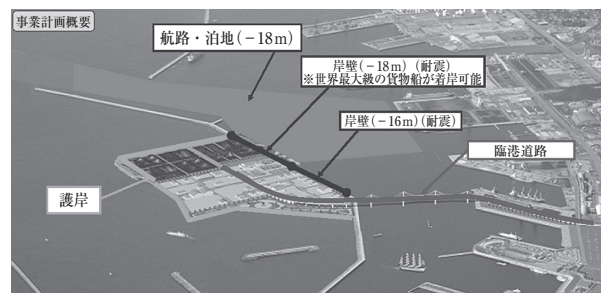 事業計画概要
航路・泊地(−18m)
岸壁(−18m)(耐震)
※世界最大級の貨物船が着岸可能
岸壁(−16m)(耐震)
臨港道路
護岸